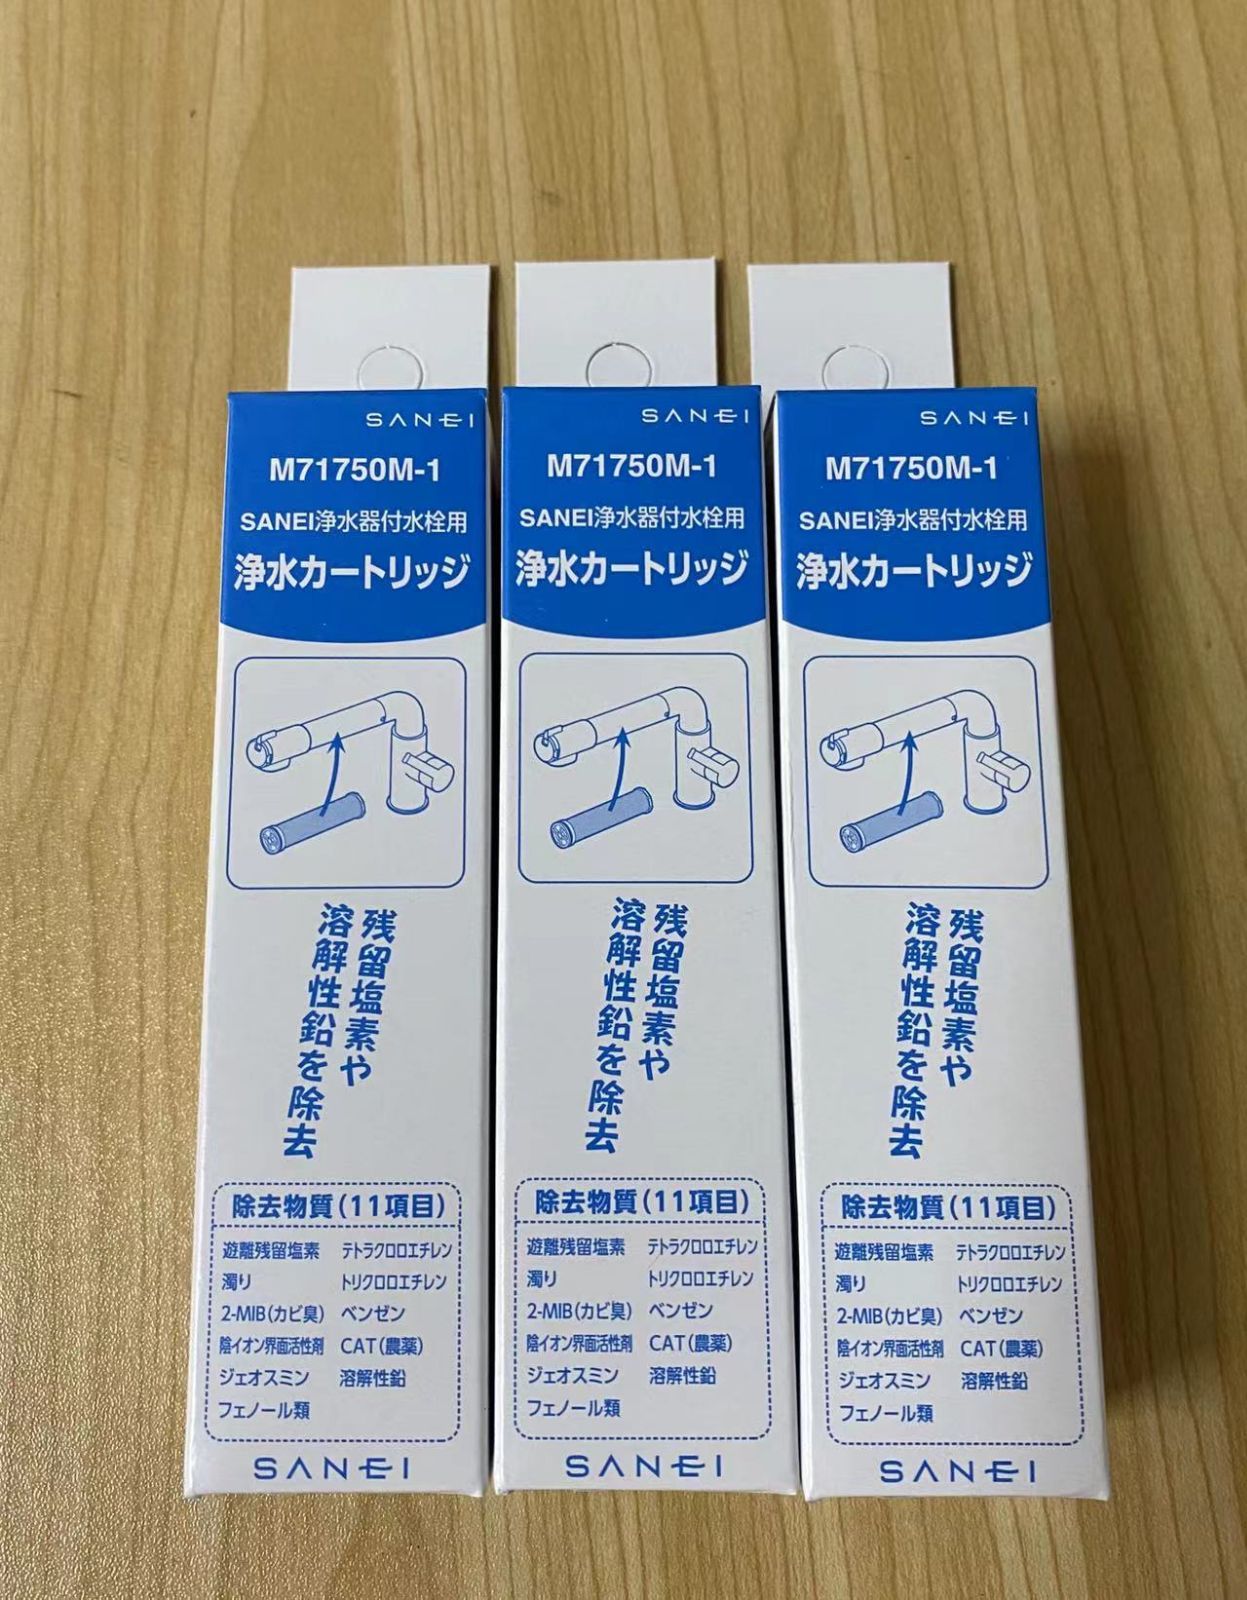 SANEI
M71750M-1
SANEI浄水器付水栓用
浄水カートリッジ
残留塩素や
溶解性鉛を除去
除去物質(11項目)
遊離残留塩素 テトラクロロエチレン
濁り トリクロロエチレン
2-MIB(カビ臭) ベンゼン
陰イオン界面活性剤 CAT(農薬)
ジェオスミン 溶解性鉛
フェノール類
SANEI
SANEI
M71750M-1
SANEI浄水器付水栓用
浄水カートリッジ
残留塩素や
溶解性鉛を除去
除去物質(11項目)
遊離残留塩素 テトラクロロエチレン
濁り トリクロロエチレン
2-MIB(カビ臭) ベンゼン
陰イオン界面活性剤 CAT(農薬)
ジェオスミン 溶解性鉛
フェノール類
SANEI
SANEI
M71750M-1
SANEI浄水器付水栓用
浄水カートリッジ
残留塩素や
溶解性鉛を除去
除去物質(11項目)
遊離残留塩素 テトラクロロエチレン
濁り トリクロロエチレン
2-MIB(カビ臭) ベンゼン
陰イオン界面活性剤 CAT(農薬)
ジェオスミン 溶解性鉛
フェノール類
SANEI